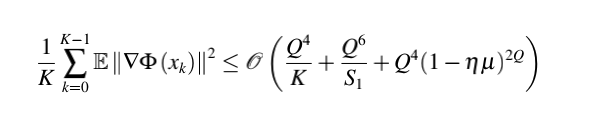 \frac{1}{K} \sum_{k=0}^{K-1} \mathbb{E} \|\nabla \Phi(x_k)\|^2 \leq \mathscr{O} \left( \frac{Q^4}{K} + \frac{Q^6}{S_1} + Q^4 (1 - \eta\mu)^{2Q} \right)